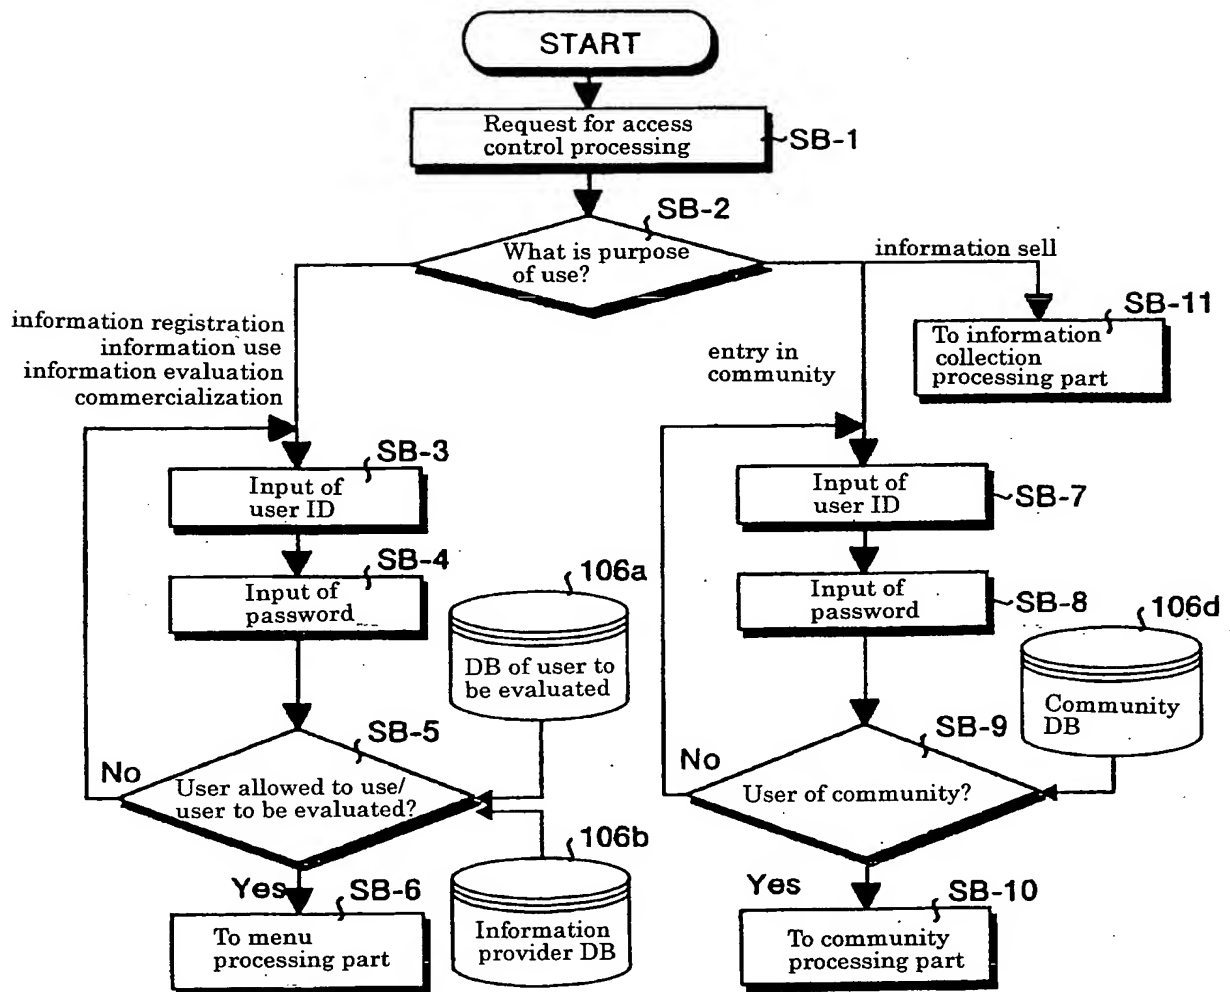 START
Request for access
control processing
SB-1
SB-2
What is purpose
of use?
information sell
SB-11
To information
collection
processing part
information registration
information use
information evaluation
commercialization
entry in
community
SB-3
Input of
user ID
SB-4
Input of
password
106a
DB of user to
be evaluated
SB-5
No
User allowed to use/
user to be evaluated?
106b
Information
provider DB
Yes
SB-6
To menu
processing part
Input of
user ID
SB-7
Input of
password
SB-8
106d
Community
DB
SB-9
No
User of community?
Yes
SB-10
To community
processing part